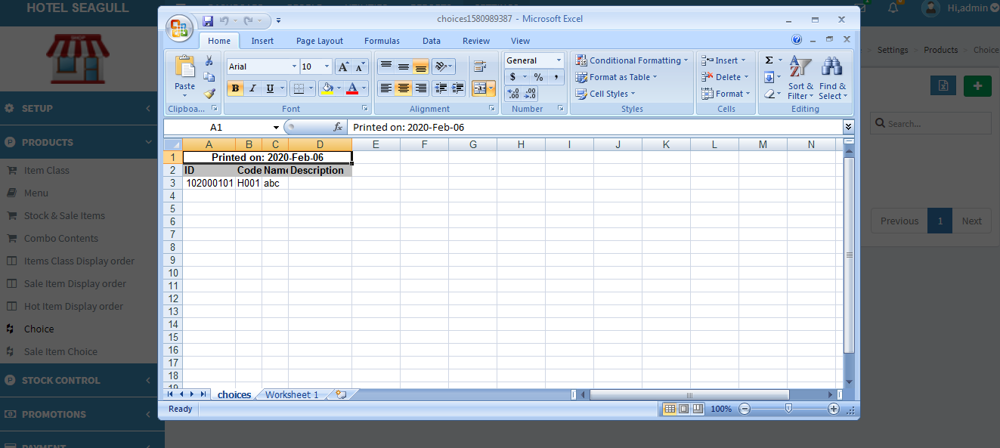 HOTEL SEAGULL
Hi,admin
choices1580989387 - Microsoft Excel
Home Insert Page Layout Formulas Data Review View
Settings > Products > Choice
Paste
Clipboa...
Arial 10
B I U
Font
Alignment
General
$ % ,
Number
Conditional Formatting
Format as Table
Cell Styles
Styles
Insert
Delete
Format
Cells
Σ
Sort & Filter
Find & Select
Editing
SHOP
A1 fx Printed on: 2020-Feb-06
Search...
A B C D E F G H I J K L M N
1 Printed on: 2020-Feb-06
2 ID Code Name Description
3 102000101 H001 abc
4
5
6
7
8
9
10
11
12
13
14
15
16
17
18
19
SETUP
PRODUCTS
Item Class
Menu
Stock & Sale Items
Combo Contents
Items Class Display order
Sale Item Display order
Hot Item Display order
Choice
Sale Item Choice
STOCK CONTROL
PROMOTIONS
PAYMENT
Previous 1 Next
choices Worksheet 1
Ready 100%